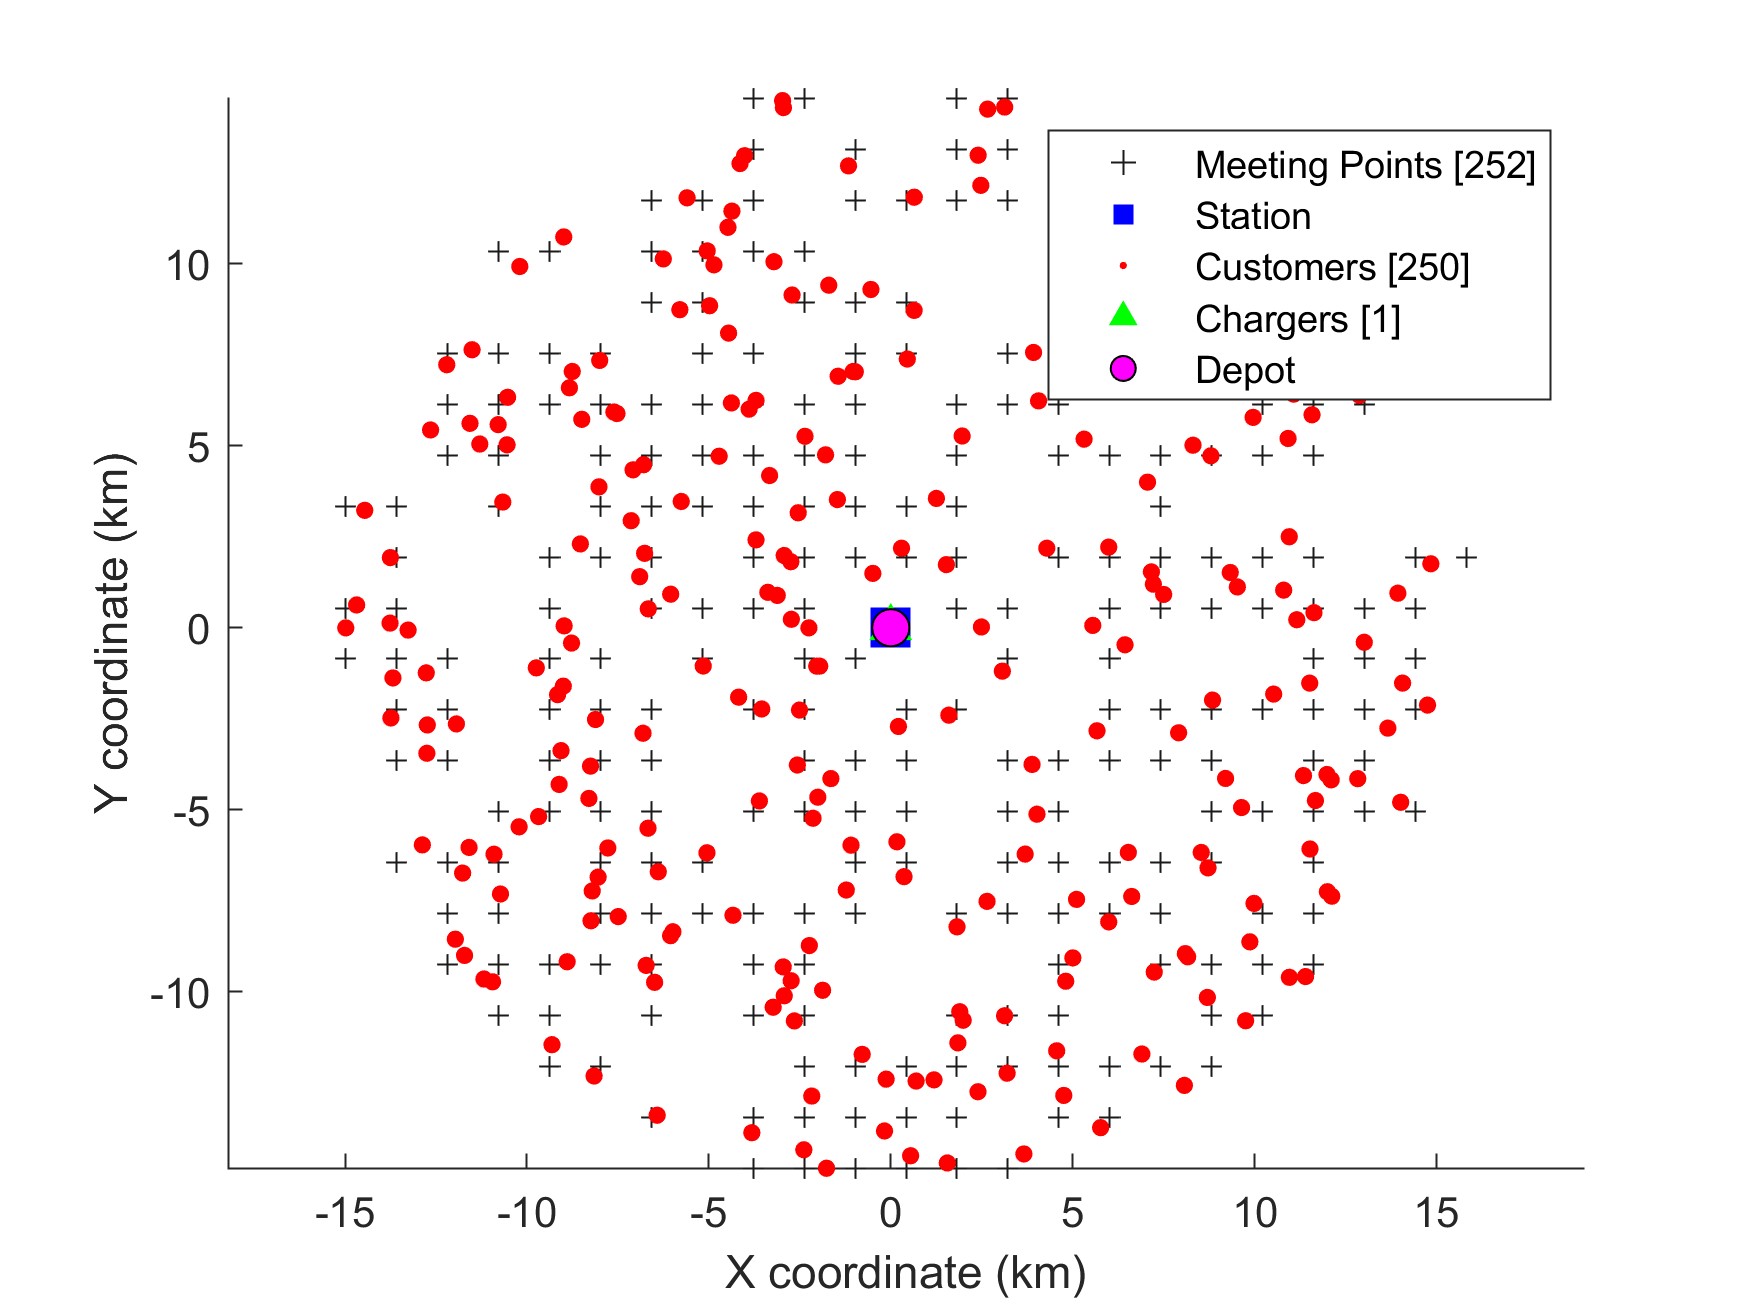 Meeting Points [252]
Station
Customers [250]
Chargers [1]
Depot
10
5
0
-5
-10
Y coordinate (km)
-15 -10 -5 0 5 10 15
X coordinate (km)